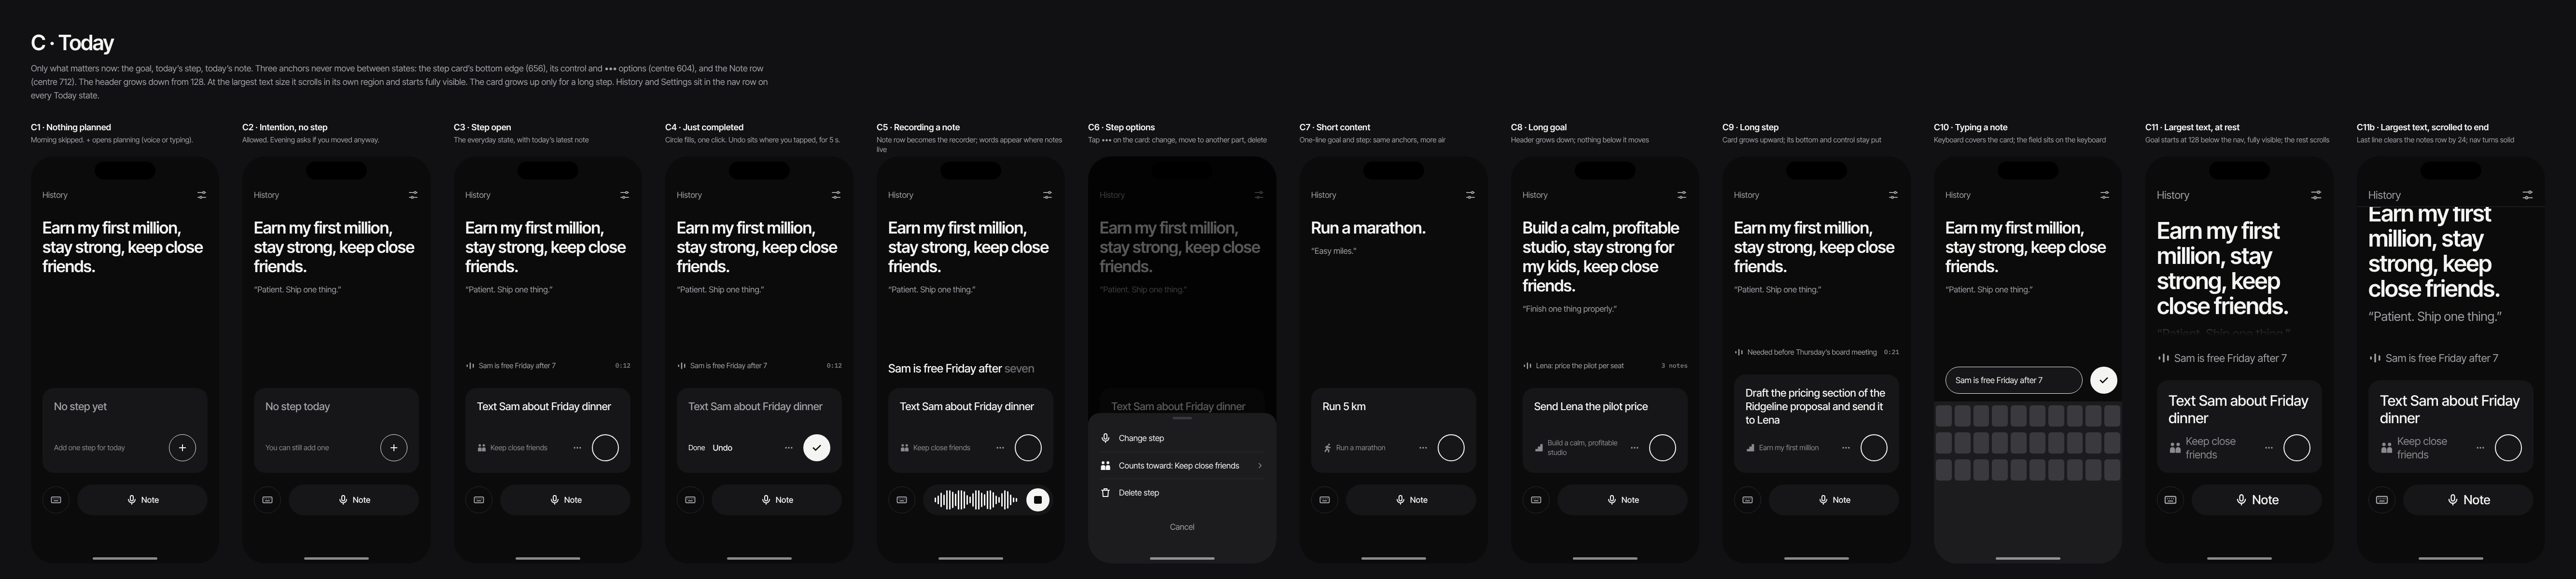 C · Today
Only what matters now: the goal, today's step, today's note. Three anchors never move between states: the step card's bottom edge (656), its control and ••• options (centre 604), and the Note row
(centre 712). The header grows down from 128. At the largest text size it scrolls in its own region and starts fully visible. The card grows up only for a long step. History and Settings sit in the nav row on
every Today state.
C1 · Nothing planned
Morning skipped. + opens planning (voice or typing).
History
Earn my first million,
stay strong, keep close
friends.
No step yet
Add one step for today
Note
C2 · Intention, no step
Allowed. Evening asks if you moved anyway.
History
Earn my first million,
stay strong, keep close
friends.
“Patient. Ship one thing.”
No step today
You can still add one
Note
C3 · Step open
The everyday state, with today's latest note
History
Earn my first million,
stay strong, keep close
friends.
“Patient. Ship one thing.”
Sam is free Friday after 7 0:12
Text Sam about Friday dinner
Keep close friends
Note
C4 · Just completed
Circle fills, one click. Undo sits where you tapped, for 5 s.
History
Earn my first million,
stay strong, keep close
friends.
“Patient. Ship one thing.”
Sam is free Friday after 7 0:12
Text Sam about Friday dinner
Done Undo
Note
C5 · Recording a note
Note row becomes the recorder; words appear where notes
live
History
Earn my first million,
stay strong, keep close
friends.
“Patient. Ship one thing.”
Sam is free Friday after seven
Text Sam about Friday dinner
Keep close friends
C6 · Step options
Tap ••• on the card: change, move to another part, delete
History
Earn my first million,
stay strong, keep close
friends.
“Patient. Ship one thing.”
Text Sam about Friday dinner
Change step
Counts toward: Keep close friends
Delete step
Cancel
C7 · Short content
One-line goal and step: same anchors, more air
History
Run a marathon.
“Easy miles.”
Run 5 km
Run a marathon
Note
C8 · Long goal
Header grows down; nothing below it moves
History
Build a calm, profitable
studio, stay strong for
my kids, keep close
friends.
“Finish one thing properly.”
Lena: price the pilot per seat 3 notes
Send Lena the pilot price
Build a calm, profitable
studio
Note
C9 · Long step
Card grows upward; its bottom and control stay put
History
Earn my first million,
stay strong, keep close
friends.
“Patient. Ship one thing.”
Needed before Thursday's board meeting 0:21
Draft the pricing section of the
Ridgeline proposal and send it
to Lena
Earn my first million
Note
C10 · Typing a note
Keyboard covers the card; the field sits on the keyboard
History
Earn my first million,
stay strong, keep close
friends.
“Patient. Ship one thing.”
Sam is free Friday after 7
C11 · Largest text, at rest
Goal starts at 128 below the nav, fully visible; the rest scrolls
History
Earn my first
million, stay
strong, keep
close friends.
“Patient. Ship one thing.”
Sam is free Friday after 7
Text Sam about Friday
dinner
Keep close
friends
Note
C11b · Largest text, scrolled to end
Last line clears the notes row by 24; nav turns solid
History
Earn my first
million, stay
strong, keep
close friends.
“Patient. Ship one thing.”
Sam is free Friday after 7
Text Sam about Friday
dinner
Keep close
friends
Note